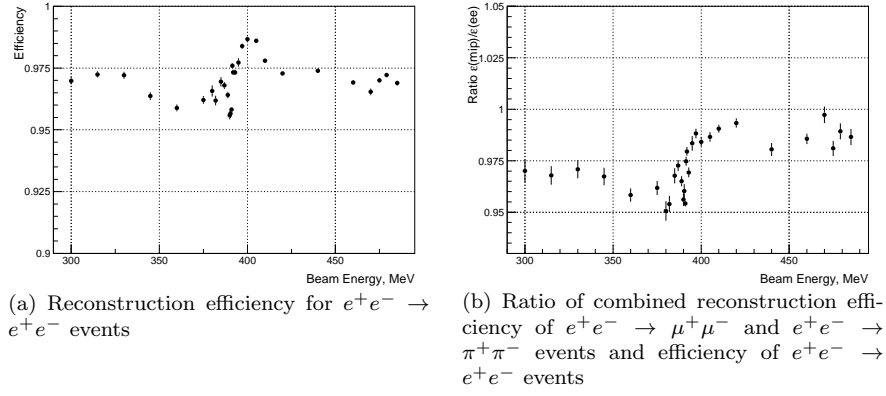 Efficiency
1
0.975
0.95
0.925
0.9
300
350
400
450
Beam Energy, MeV
(a) Reconstruction efficiency for e⁺e⁻ →
e⁺e⁻ events
Ratio ε(mip)/ε(ee)
1.05
1.025
1
0.975
0.95
300
350
400
450
Beam Energy, MeV
(b) Ratio of combined reconstruction effi-
ciency of e⁺e⁻ → μ⁺μ⁻ and e⁺e⁻ →
π⁺π⁻ events and efficiency of e⁺e⁻ →
e⁺e⁻ events